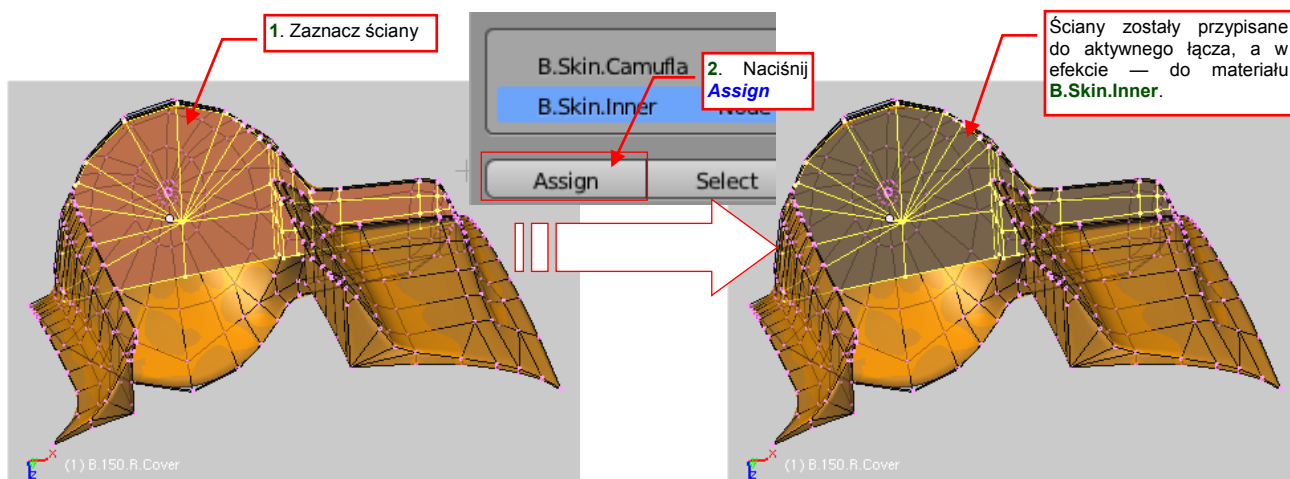 1. Zaznacz ściany
B.Skin.Camufla
B.Skin.Inner
2. Naciśnij
Assign
Assign
Select
Ściany zostały przypisane
do aktywnego łącza, a w
efekcie — do materiału
B.Skin.Inner.
x
z
(1) B.150.R.Cover
x
z
(1) B.150.R.Cover